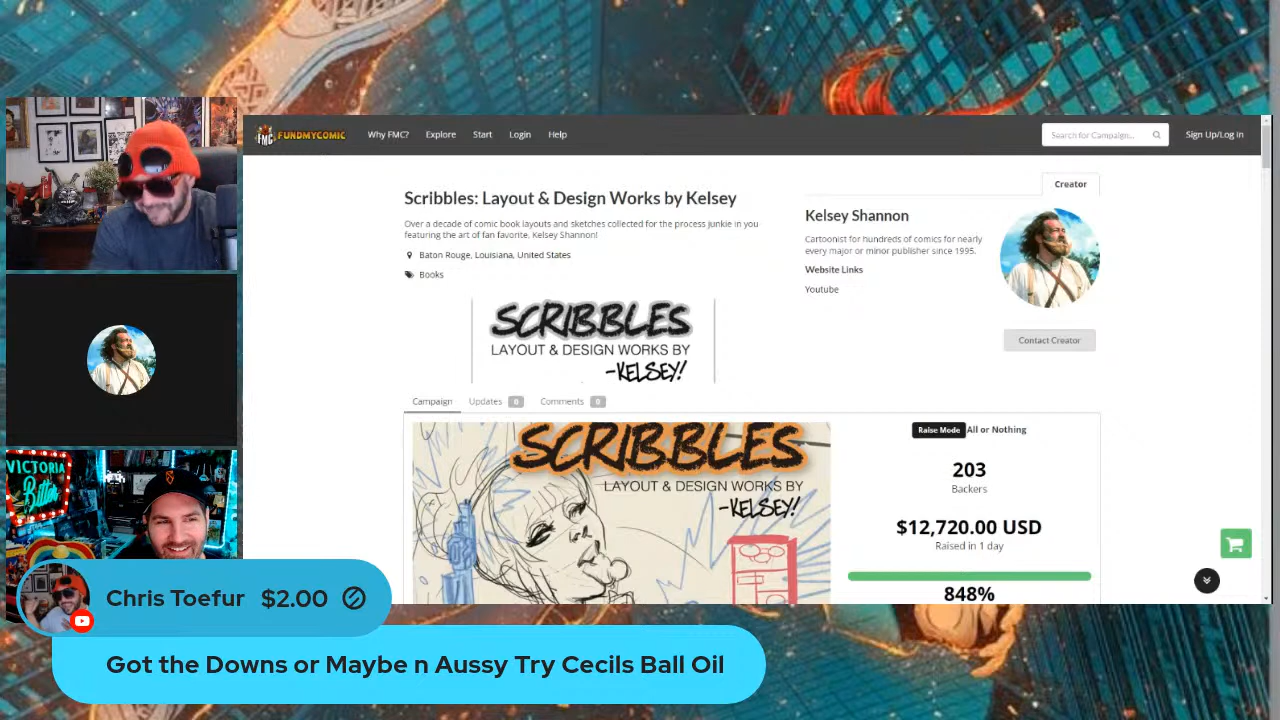 FMC FUNDMYCOMIC
Why FMC?
Explore
Start
Login
Help
Search for Campaign...
Sign Up/Log In
Scribbles: Layout & Design Works by Kelsey
Over a decade of comic book layouts and sketches collected for the process junkie in you
featuring the art of fan favorite, Kelsey Shannon!
Baton Rouge, Louisiana, United States
Books
Creator
Kelsey Shannon
Cartoonist for hundreds of comics for nearly
every major or minor publisher since 1995.
Website Links
Youtube
Contact Creator
SCRIBBLES
LAYOUT & DESIGN WORKS BY
-KELSEY!
Campaign
Updates 0
Comments 0
SCRIBBLES
LAYOUT & DESIGN WORKS BY
-KELSEY!
Raise Mode All or Nothing
203
Backers
$12,720.00 USD
Raised in 1 day
848%
VICTORIA
Bitter
Chris Toefur $2.00
Got the Downs or Maybe n Aussy Try Cecils Ball Oil